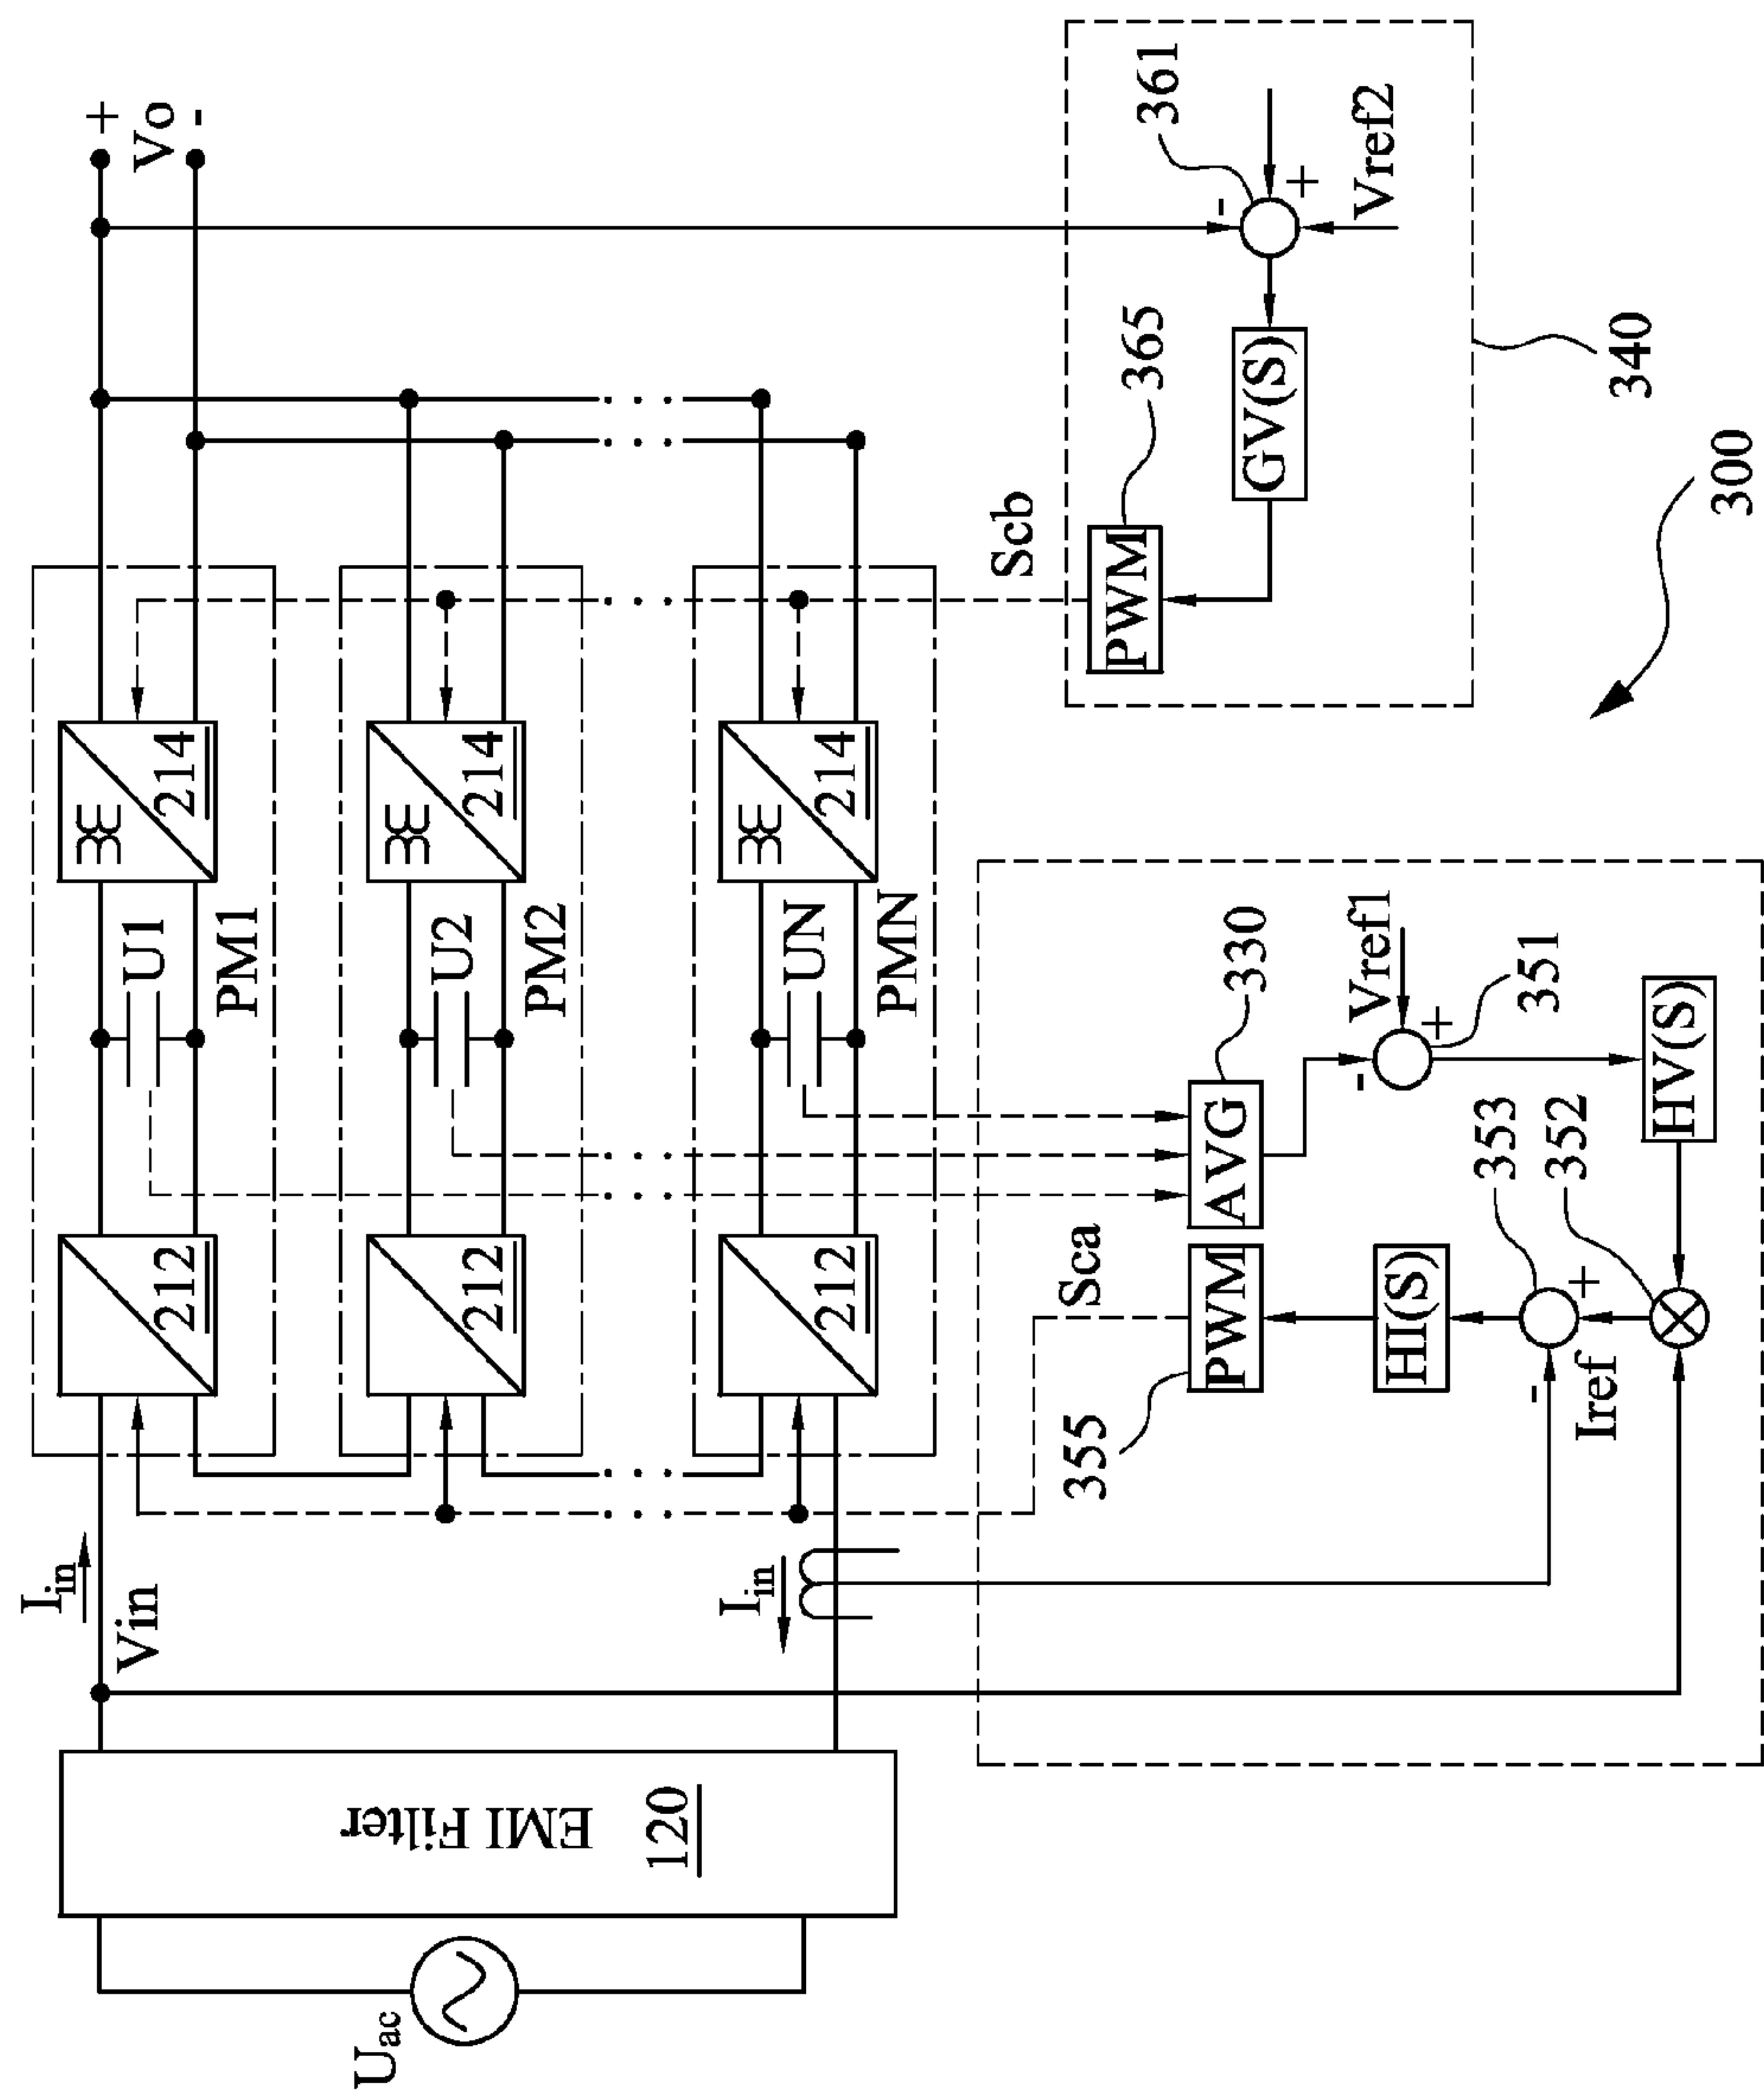 Uac
EMI Filter
120
Iin
Vin
Iin
212
U1
214
PM1
212
U2
214
PM2
212
UN
214
PMN
+
Vo
-
Sca
Scb
355
PWM
AVG
330
HI(S)
353
352
-
+
Iref
-
+
Vref1
351
HV(S)
PWM
365
GV(S)
361
-
+
Vref2
340
300